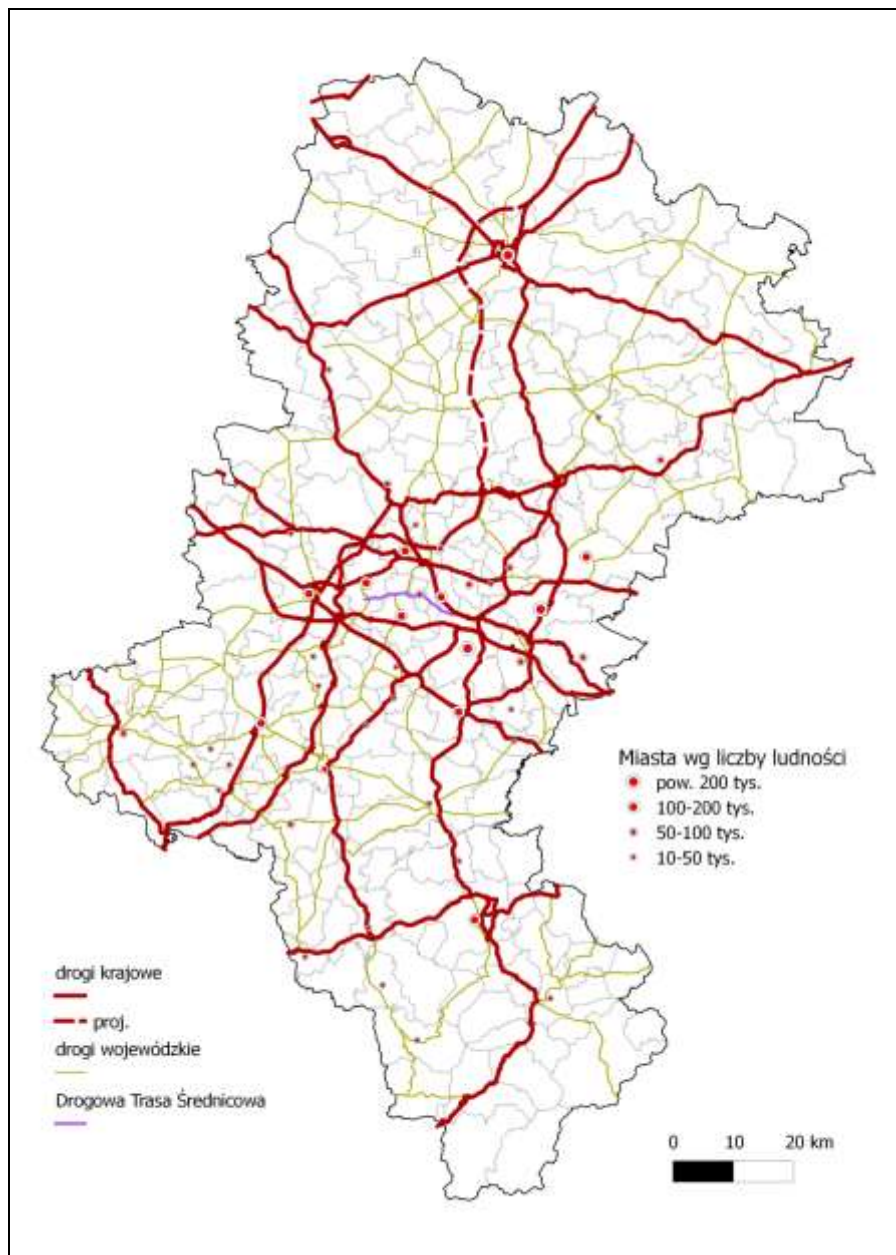 Miasta wg liczby ludności
pow. 200 tys.
100-200 tys.
50-100 tys.
10-50 tys.
drogi krajowe
proj.
drogi wojewódzkie
Drogowa Trasa Średnicowa
0 10 20 km